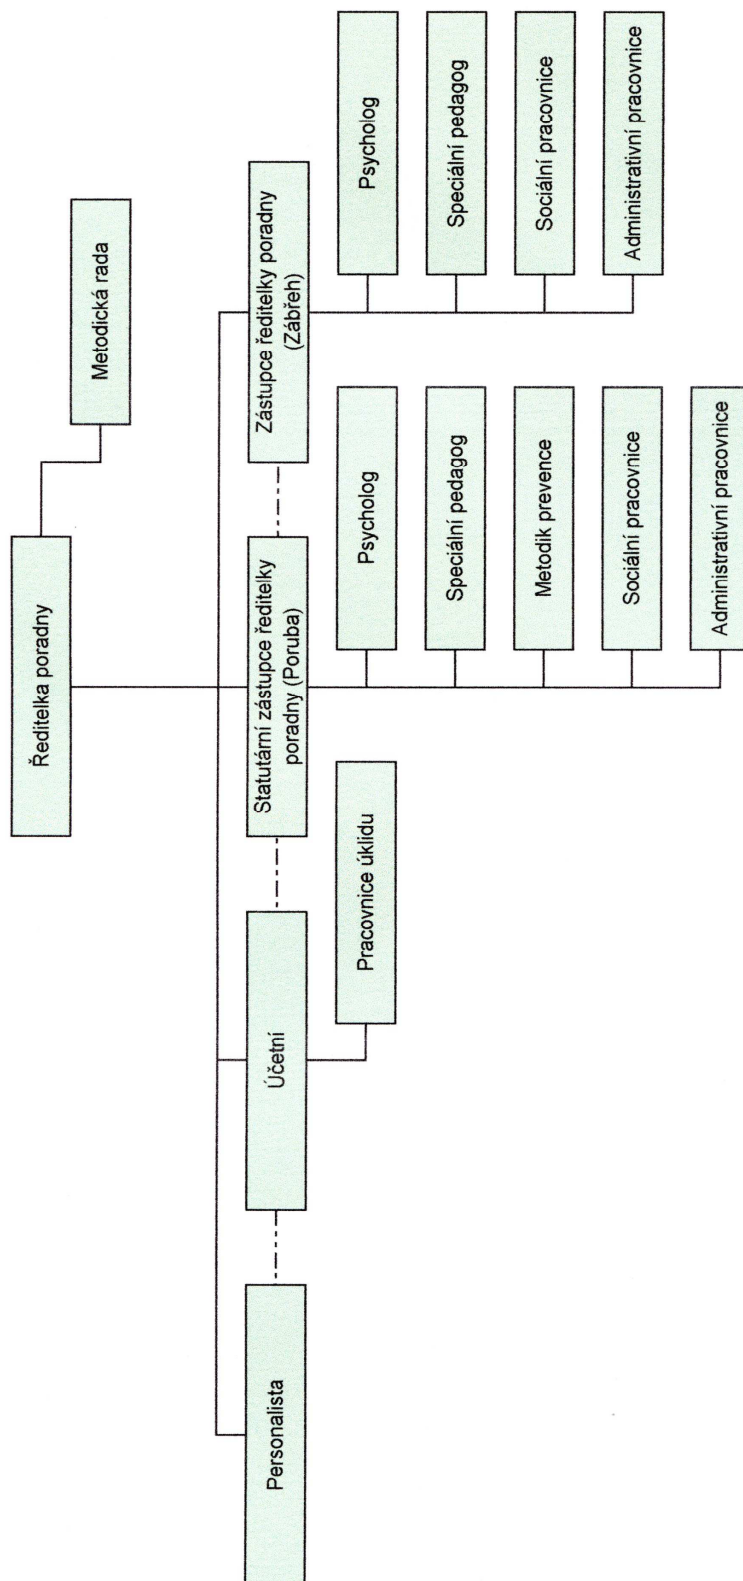 Ředitelka poradny
Metodická rada
Personalista
Účetní
Statutární zástupce ředitelky
poradny (Poruba)
Zástupce ředitelky poradny
(Zábřeh)
Pracovnice úklidu
Psycholog
Speciální pedagog
Metodik prevence
Sociální pracovnice
Administrativní pracovnice
Psycholog
Speciální pedagog
Sociální pracovnice
Administrativní pracovnice